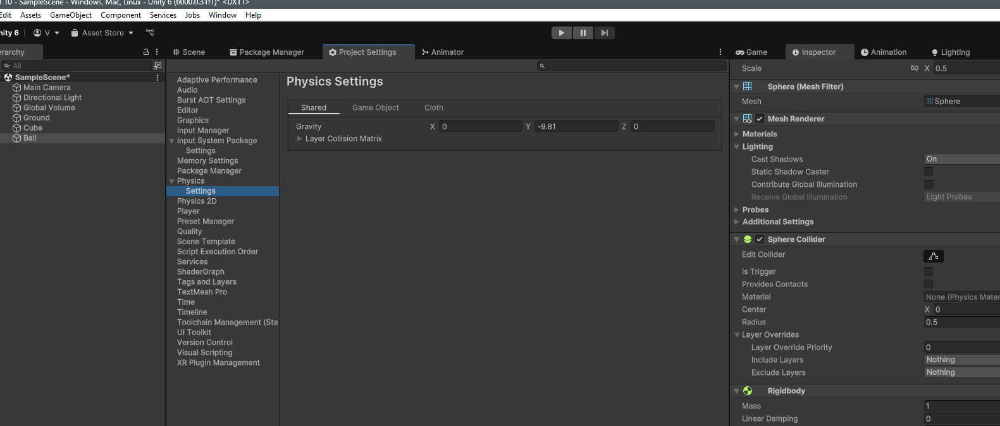 3 10 - SampleScene - Windows, Mac, Linux - Unity 6 (6000.0.31f1)* <DX11>
Edit Assets GameObject Component Services Jobs Window Help
nity 6 V Asset Store
erarchy
All
SampleScene*
Main Camera
Directional Light
Global Volume
Ground
Cube
Ball
Scene Package Manager Project Settings Animator
Adaptive Performance
Audio
Burst AOT Settings
Editor
Graphics
Input Manager
Input System Package
Settings
Memory Settings
Package Manager
Physics
Settings
Physics 2D
Player
Preset Manager
Quality
Scene Template
Script Execution Order
Services
ShaderGraph
Tags and Layers
TextMesh Pro
Time
Timeline
Toolchain Management (Sta
UI Toolkit
Version Control
Visual Scripting
XR Plugin Management
Physics Settings
Shared Game Object Cloth
Gravity X 0 Y -9.81 Z 0
Layer Collision Matrix
Game Inspector Animation Lighting
Scale X 0.5
Sphere (Mesh Filter)
Mesh Sphere
Mesh Renderer
Materials
Lighting
Cast Shadows On
Static Shadow Caster
Contribute Global Illumination
Receive Global Illumination Light Probes
Probes
Additional Settings
Sphere Collider
Edit Collider
Is Trigger
Provides Contacts
Material None (Physics Mater
Center X 0
Radius 0.5
Layer Overrides
Layer Override Priority 0
Include Layers Nothing
Exclude Layers Nothing
Rigidbody
Mass 1
Linear Damping 0